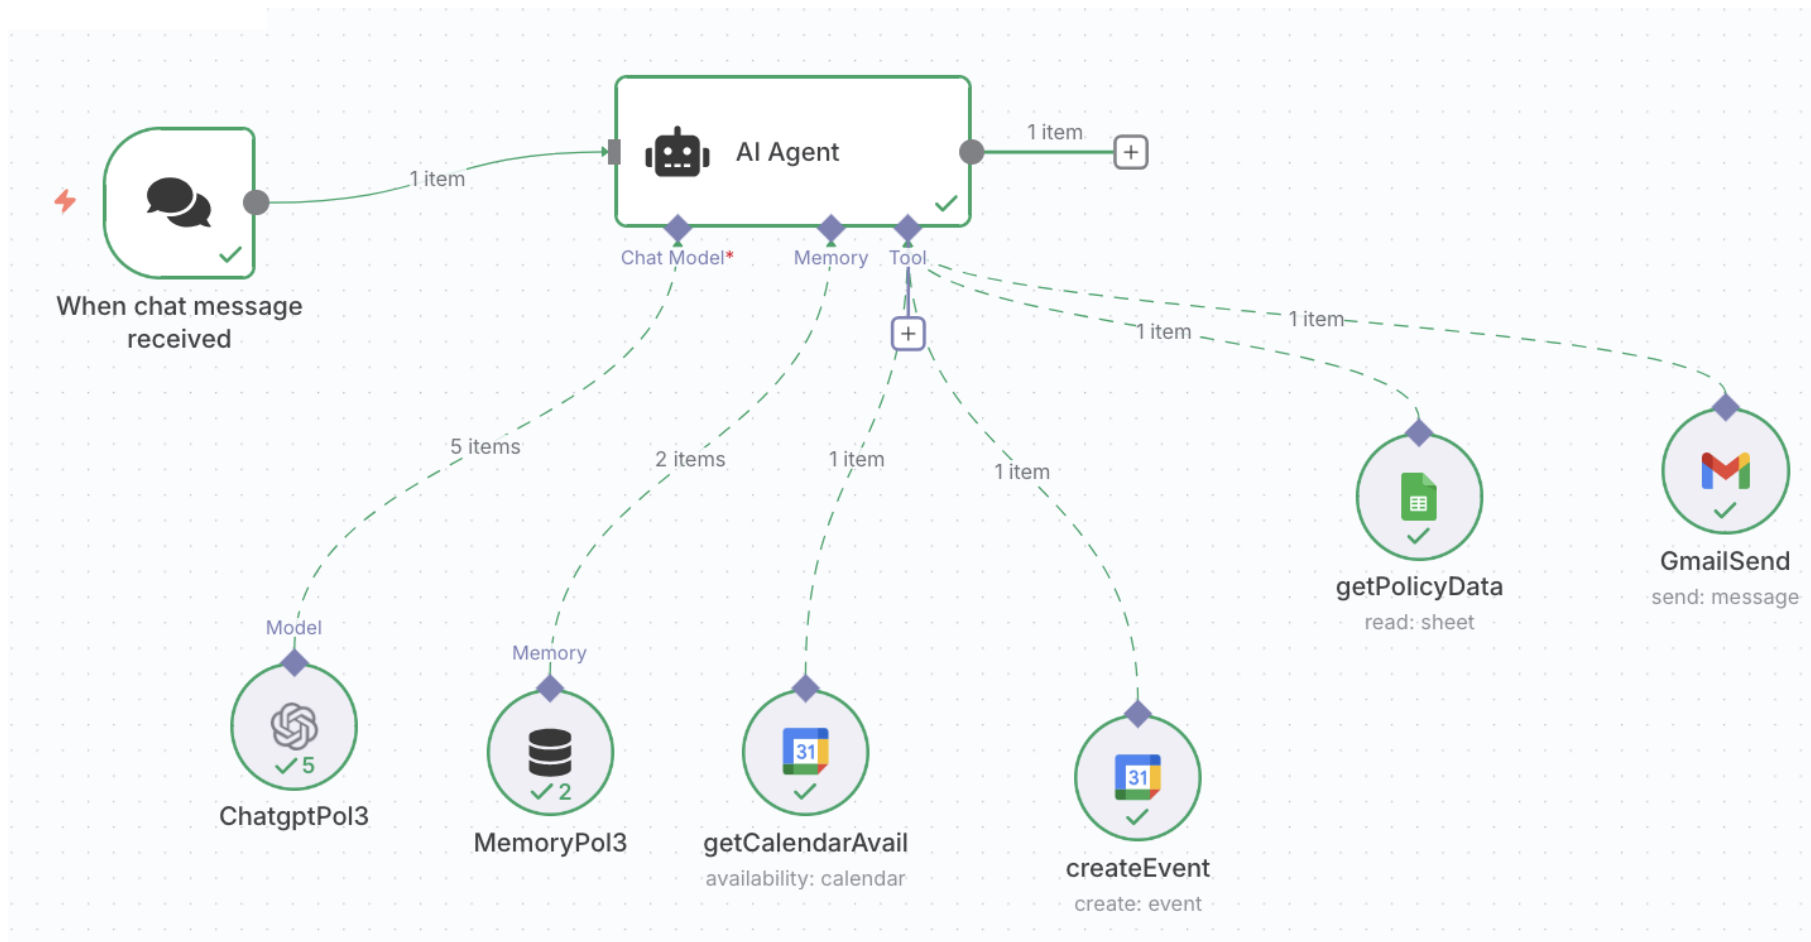 1 item
AI Agent
1 item
Chat Model*
Memory
Tool
When chat message
received
1 item
1 item
5 items
2 items
1 item
1 item
Model
Memory
5
ChatgptPol3
2
MemoryPol3
31
getCalendarAvail
availability: calendar
31
createEvent
create: event
getPolicyData
read: sheet
GmailSend
send: message